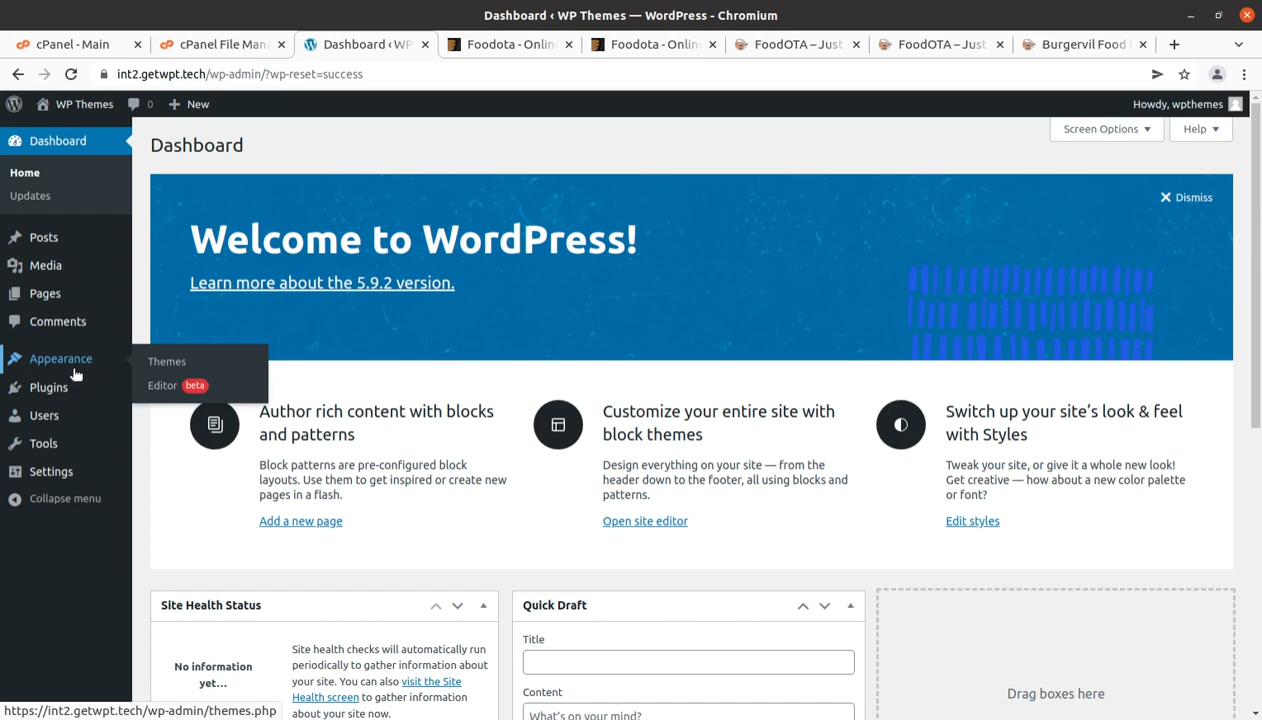 Dashboard ‹ WP Themes — WordPress - Chromium
cPanel - Main
cPanel File Man
Dashboard ‹ WP
Foodota - Onlin
Foodota - Onlin
FoodOTA – Just
FoodOTA – Just
Burgervil Food
int2.getwpt.tech/wp-admin/?wp-reset=success
WP Themes
0
New
Howdy, wpthemes
Dashboard
Home
Updates
Posts
Media
Pages
Comments
Appearance
Plugins
Users
Tools
Settings
Collapse menu
Themes
Editor beta
Dashboard
Screen Options
Help
Dismiss
Welcome to WordPress!
Learn more about the 5.9.2 version.
Author rich content with blocks
and patterns
Block patterns are pre-configured block
layouts. Use them to get inspired or create new
pages in a flash.
Add a new page
Customize your entire site with
block themes
Design everything on your site — from the
header down to the footer, all using blocks and
patterns.
Open site editor
Switch up your site's look & feel
with Styles
Tweak your site, or give it a whole new look!
Get creative — how about a new color palette
or font?
Edit styles
Site Health Status
No information
yet...
Site health checks will automatically run
periodically to gather information about
your site. You can also visit the Site
Health screen to gather information
about your site now.
Quick Draft
Title
Content
What's on your mind?
Drag boxes here
https://int2.getwpt.tech/wp-admin/themes.php